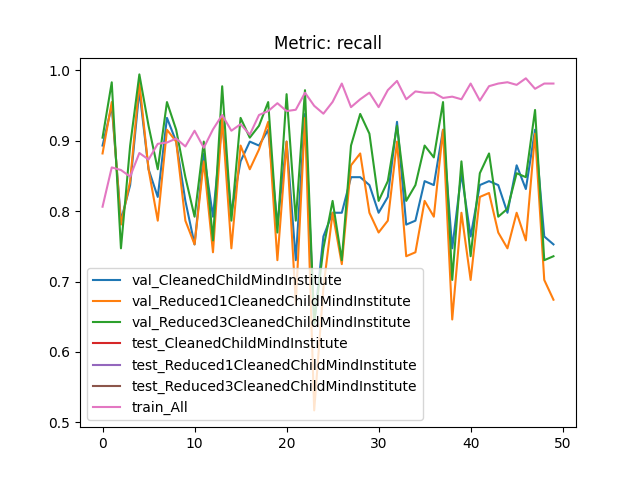 Metric: recall
1.0
0.9
0.8
0.7
0.6
0.5
val_CleanedChildMindInstitute
val_Reduced1CleanedChildMindInstitute
val_Reduced3CleanedChildMindInstitute
test_CleanedChildMindInstitute
test_Reduced1CleanedChildMindInstitute
test_Reduced3CleanedChildMindInstitute
train_All
0 10 20 30 40 50